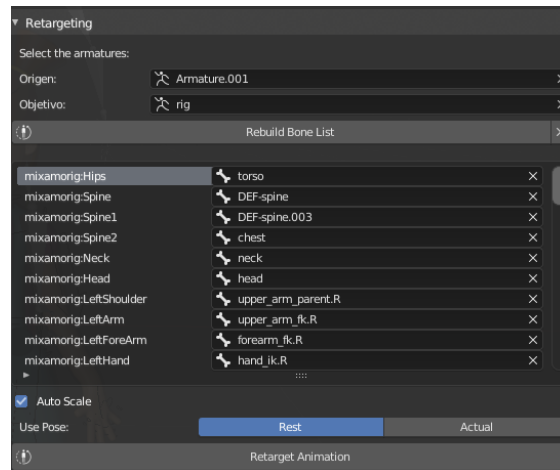 Retargeting
Select the armatures:
Origen: Armature.001
Objetivo: rig
Rebuild Bone List
mixamorig:Hips torso
mixamorig:Spine DEF-spine
mixamorig:Spine1 DEF-spine.003
mixamorig:Spine2 chest
mixamorig:Neck neck
mixamorig:Head head
mixamorig:LeftShoulder upper_arm_parent.R
mixamorig:LeftArm upper_arm_fk.R
mixamorig:LeftForeArm forearm_fk.R
mixamorig:LeftHand hand_ik.R
Auto Scale
Use Pose: Rest Actual
Retarget Animation